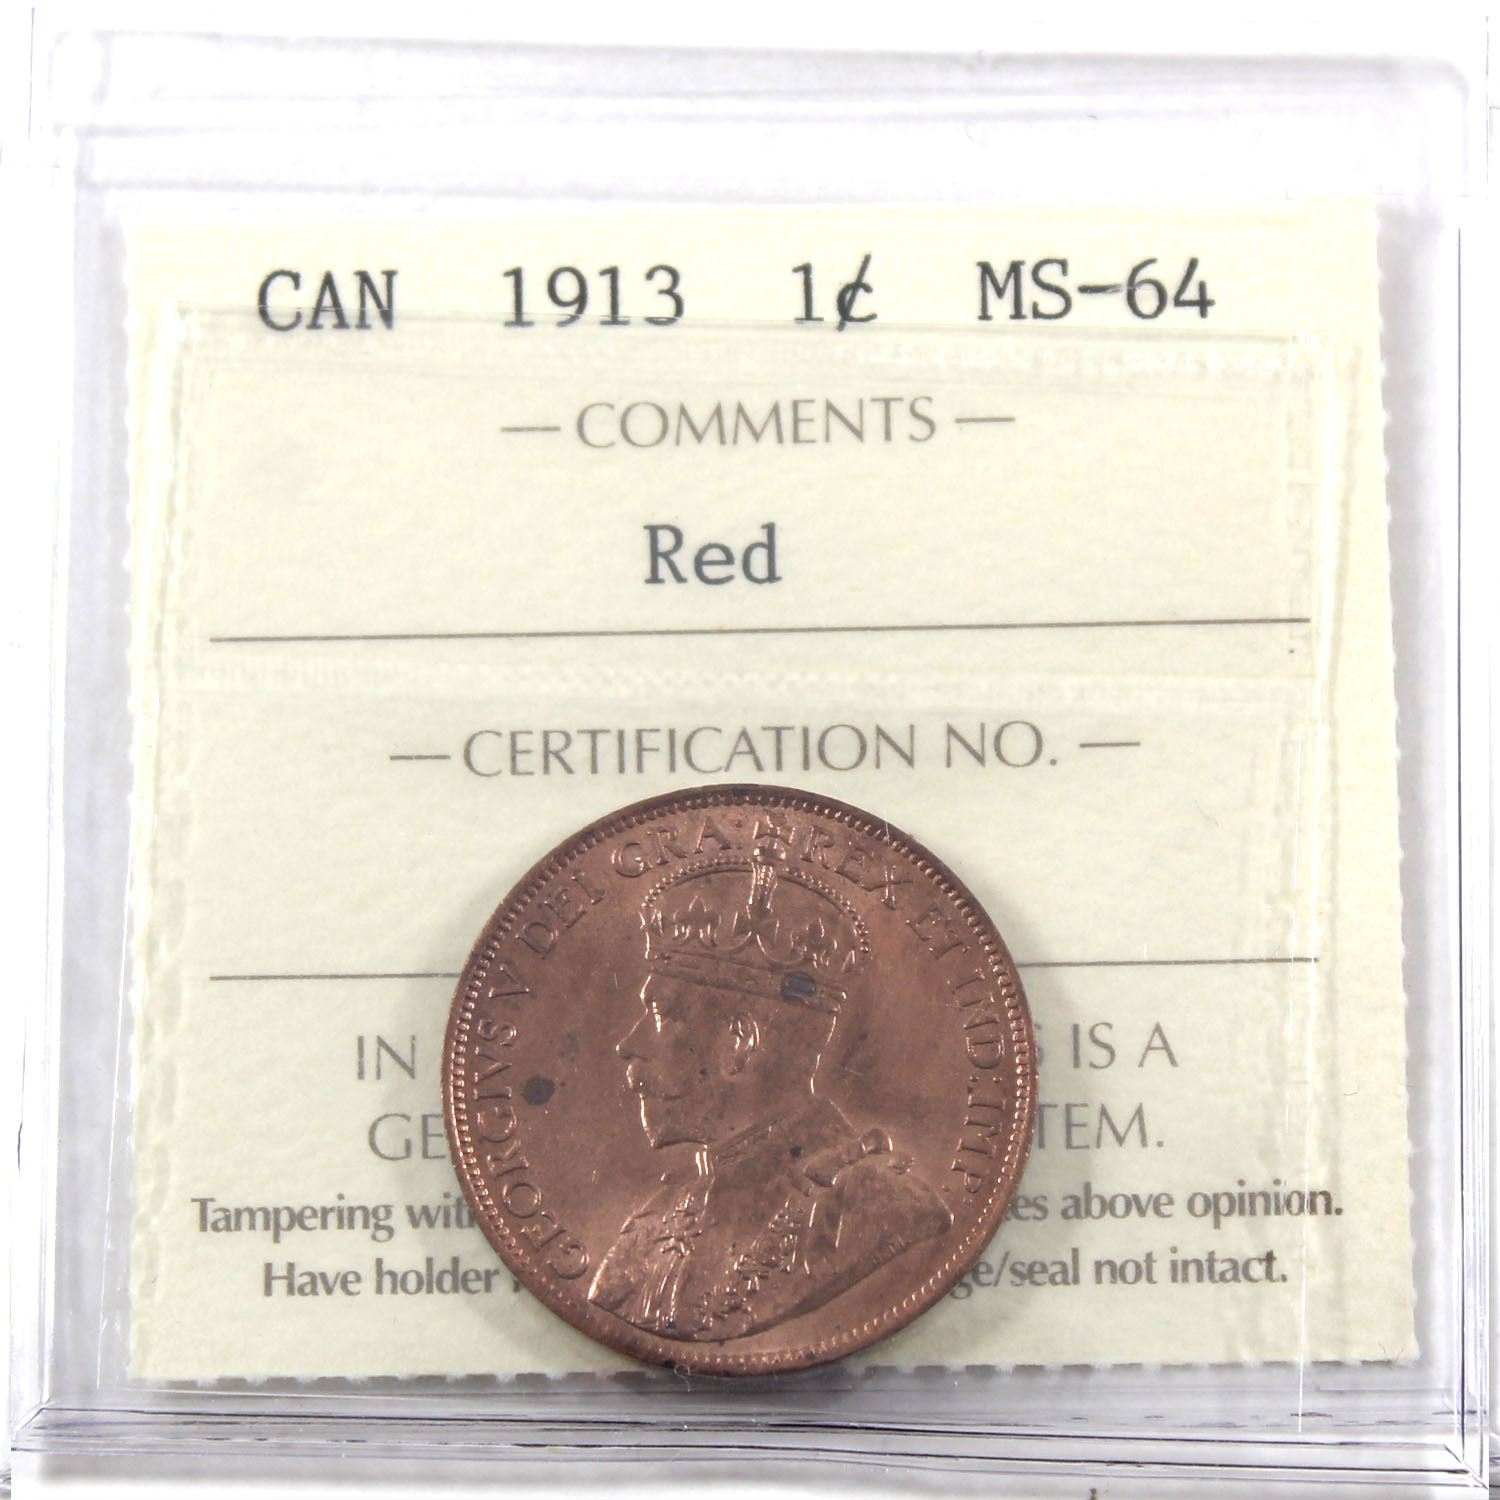 CAN 1913 1¢ MS-64
— COMMENTS —
Red
— CERTIFICATION NO. —
GEORGIVS V DEI GRA: REX ET IND: IMP:
IN IS A
GE TEM.
Tampering with es above opinion.
Have holder ge/seal not intact.